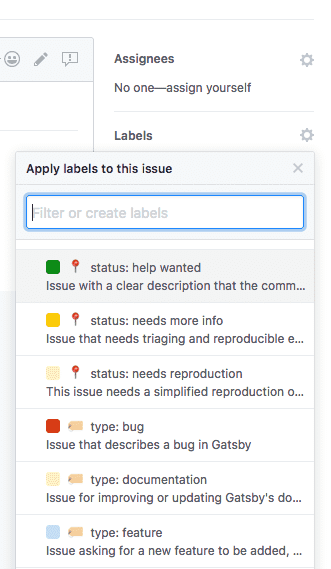 Assignees
No one—assign yourself
Labels
Apply labels to this issue
Filter or create labels
status: help wanted
Issue with a clear description that the comm...
status: needs more info
Issue that needs triaging and reproducible e...
status: needs reproduction
This issue needs a simplified reproduction o...
type: bug
Issue that describes a bug in Gatsby
type: documentation
Issue for improving or updating Gatsby's do...
type: feature
Issue asking for a new feature to be added, ...